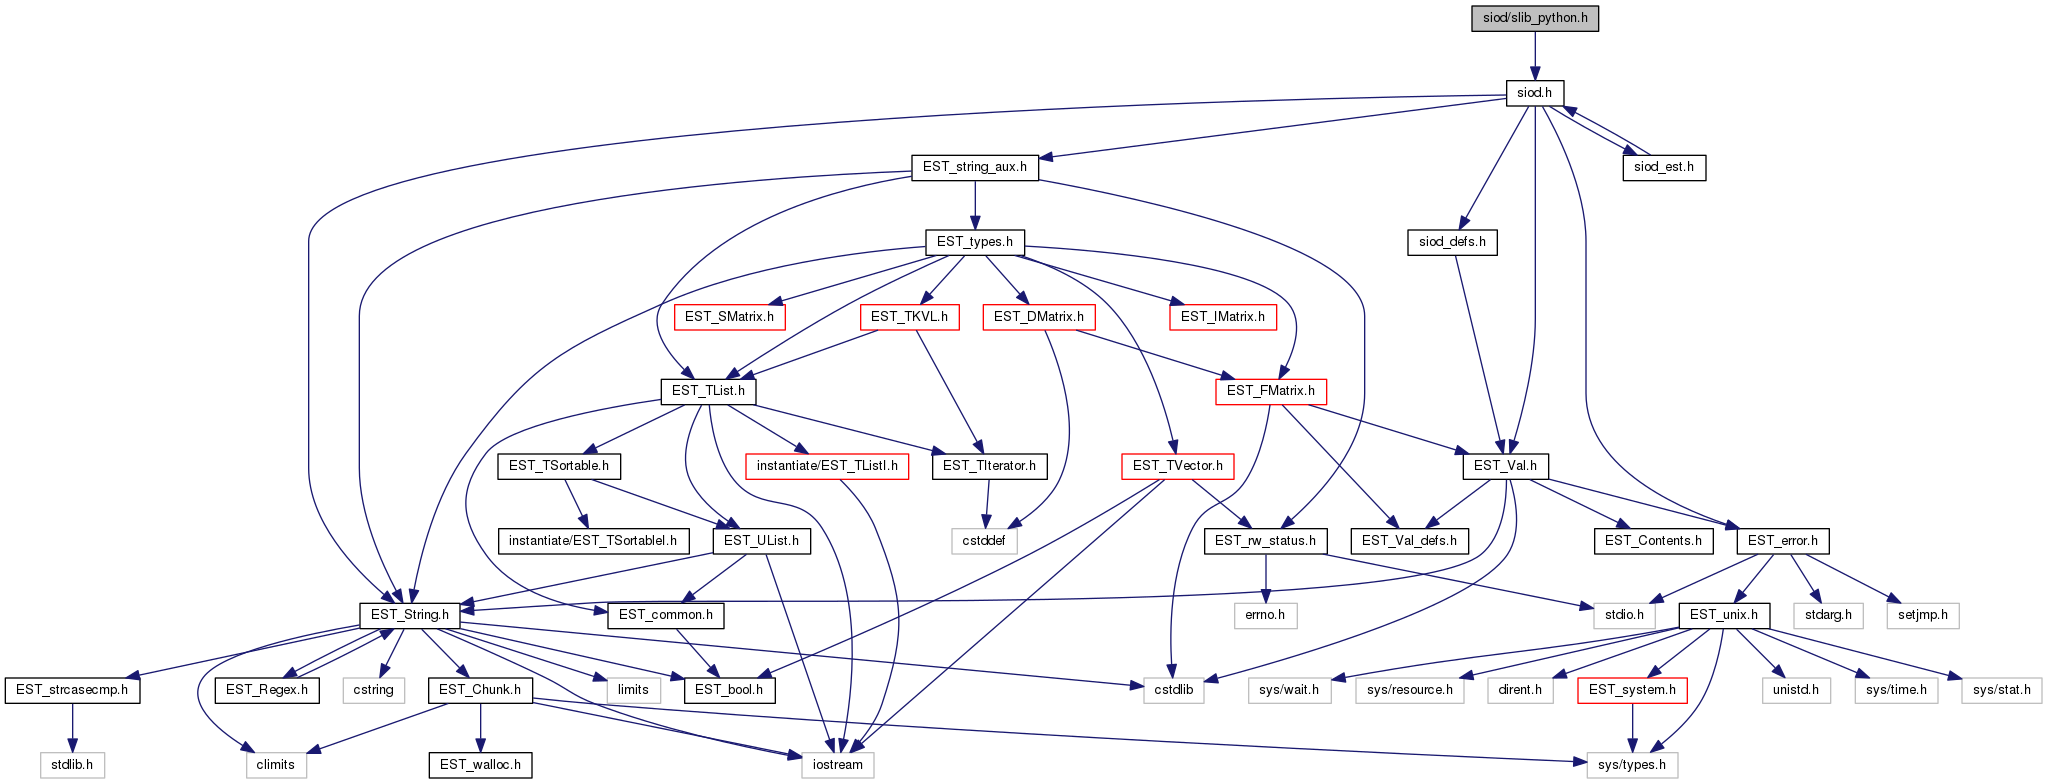 siod/slib_python.h
siod.h
EST_string_aux.h
siod_est.h
EST_types.h
siod_defs.h
EST_SMatrix.h
EST_TKVL.h
EST_DMatrix.h
EST_IMatrix.h
EST_TList.h
EST_FMatrix.h
EST_TSortable.h
instantiate/EST_TListI.h
EST_TIterator.h
EST_TVector.h
EST_Val.h
instantiate/EST_TSortableI.h
EST_UList.h
cstddef
EST_rw_status.h
EST_Val_defs.h
EST_Contents.h
EST_error.h
EST_String.h
EST_common.h
errno.h
stdio.h
EST_unix.h
stdarg.h
setjmp.h
EST_strcasecmp.h
EST_Regex.h
cstring
EST_Chunk.h
limits
EST_bool.h
cstdlib
sys/wait.h
sys/resource.h
dirent.h
EST_system.h
unistd.h
sys/time.h
sys/stat.h
stdlib.h
climits
EST_walloc.h
iostream
sys/types.h